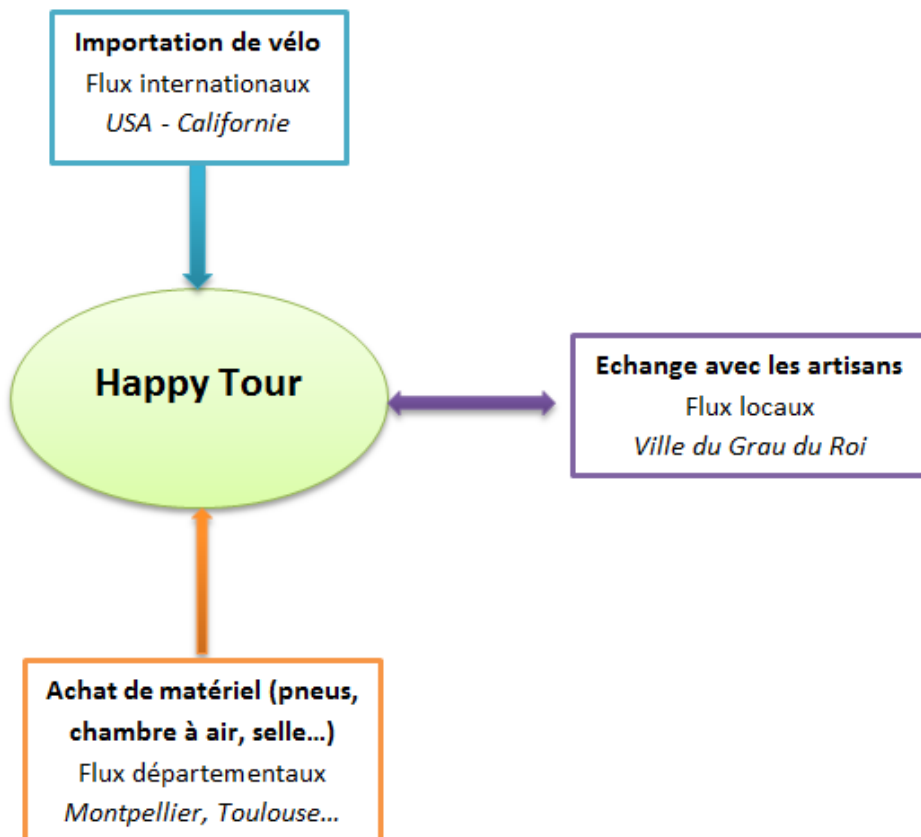 Importation de vélo
Flux internationaux
USA - Californie
Happy Tour
Echange avec les artisans
Flux locaux
Ville du Grau du Roi
Achat de matériel (pneus,
chambre à air, selle...)
Flux départementaux
Montpellier, Toulouse...